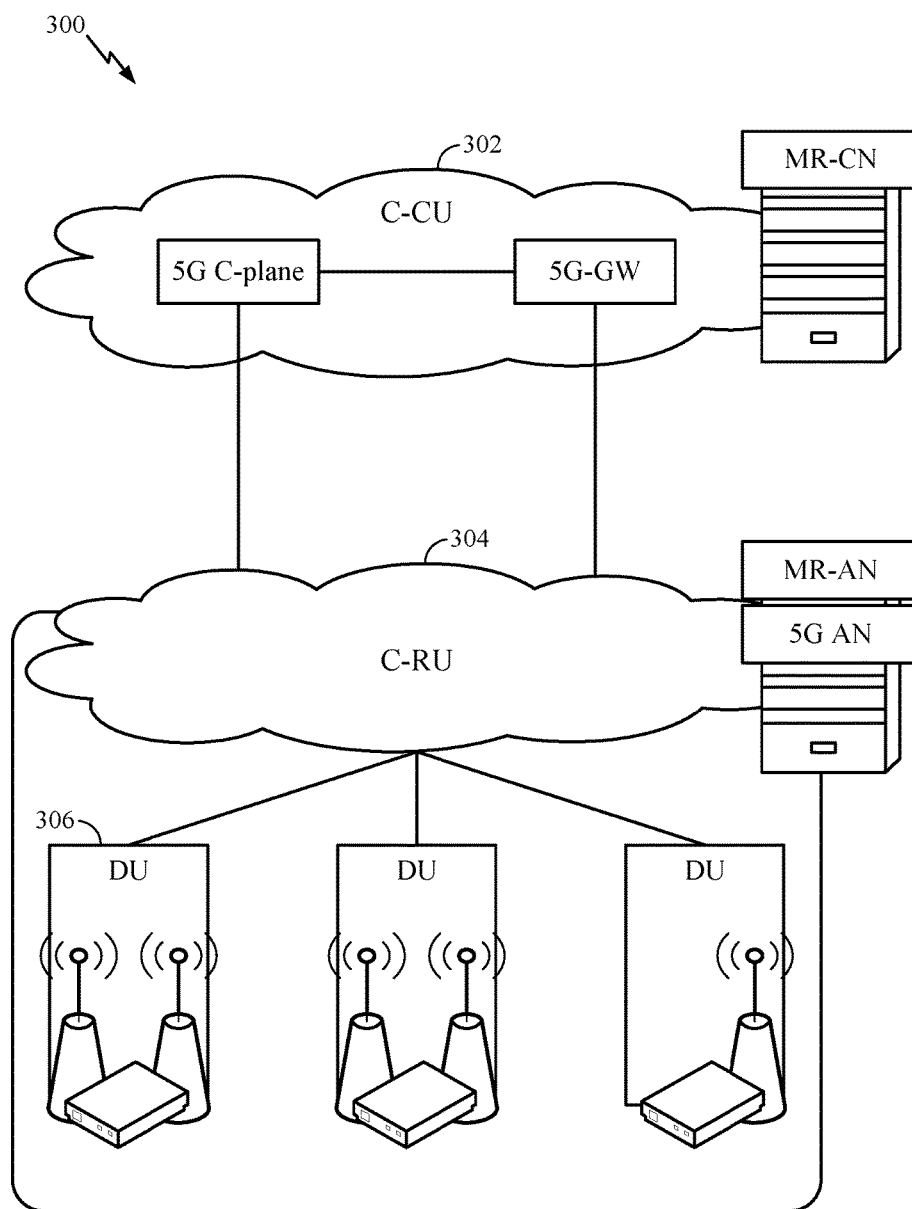 300
302
MR-CN
C-CU
5G C-plane
5G-GW
304
MR-AN
5G AN
C-RU
306
DU
DU
DU